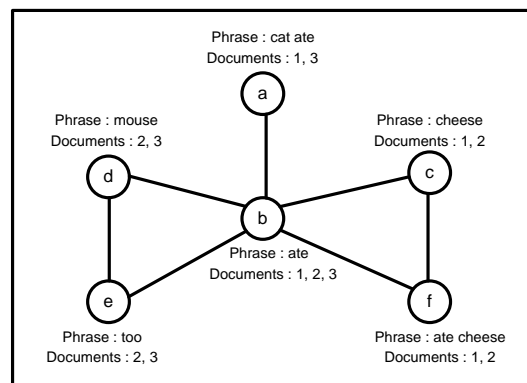 Phrase : cat ate
Documents : 1, 3
a
Phrase : mouse
Documents : 2, 3
d
Phrase : cheese
Documents : 1, 2
c
b
Phrase : ate
Documents : 1, 2, 3
e
Phrase : too
Documents : 2, 3
f
Phrase : ate cheese
Documents : 1, 2